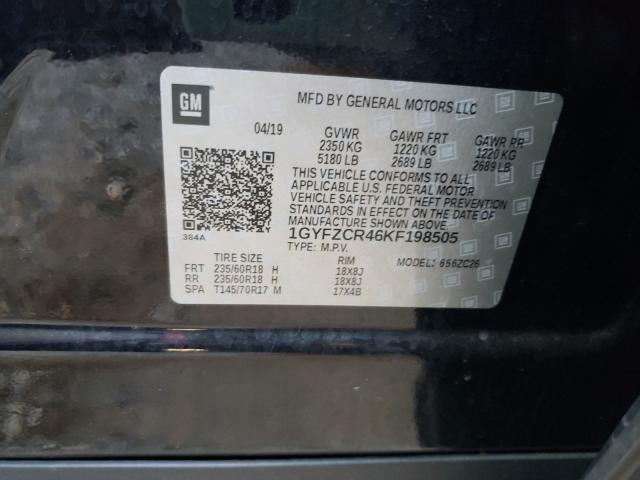 GM
MFD BY GENERAL MOTORS LLC
04/19 GVWR GAWR FRT GAWR RR
2350 KG 1220 KG 1220 KG
5180 LB 2689 LB 2689 LB
THIS VEHICLE CONFORMS TO ALL
APPLICABLE U.S. FEDERAL MOTOR
VEHICLE SAFETY AND THEFT PREVENTION
STANDARDS IN EFFECT ON THE DATE OF
MANUFACTURE SHOWN ABOVE.
384A
1GYFZCR46KF198505
TYPE: M.P.V. MODEL: 656ZC26
TIRE SIZE RIM
FRT 235/60R18 H 18X8J
RR 235/60R18 H 18X8J
SPA T145/70R17 M 17X4B